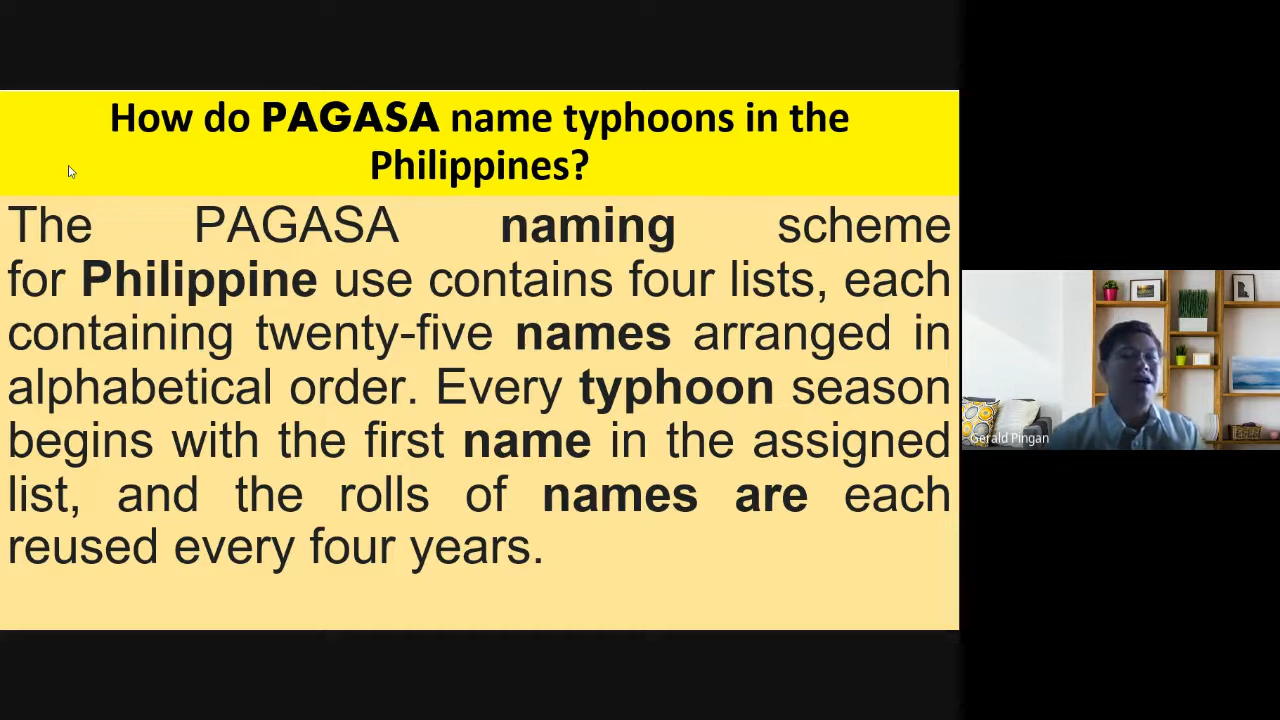 How do PAGASA name typhoons in the
Philippines?
The PAGASA naming scheme
for Philippine use contains four lists, each
containing twenty-five names arranged in
alphabetical order. Every typhoon season
begins with the first name in the assigned
list, and the rolls of names are each
reused every four years.
Gerald Pingan